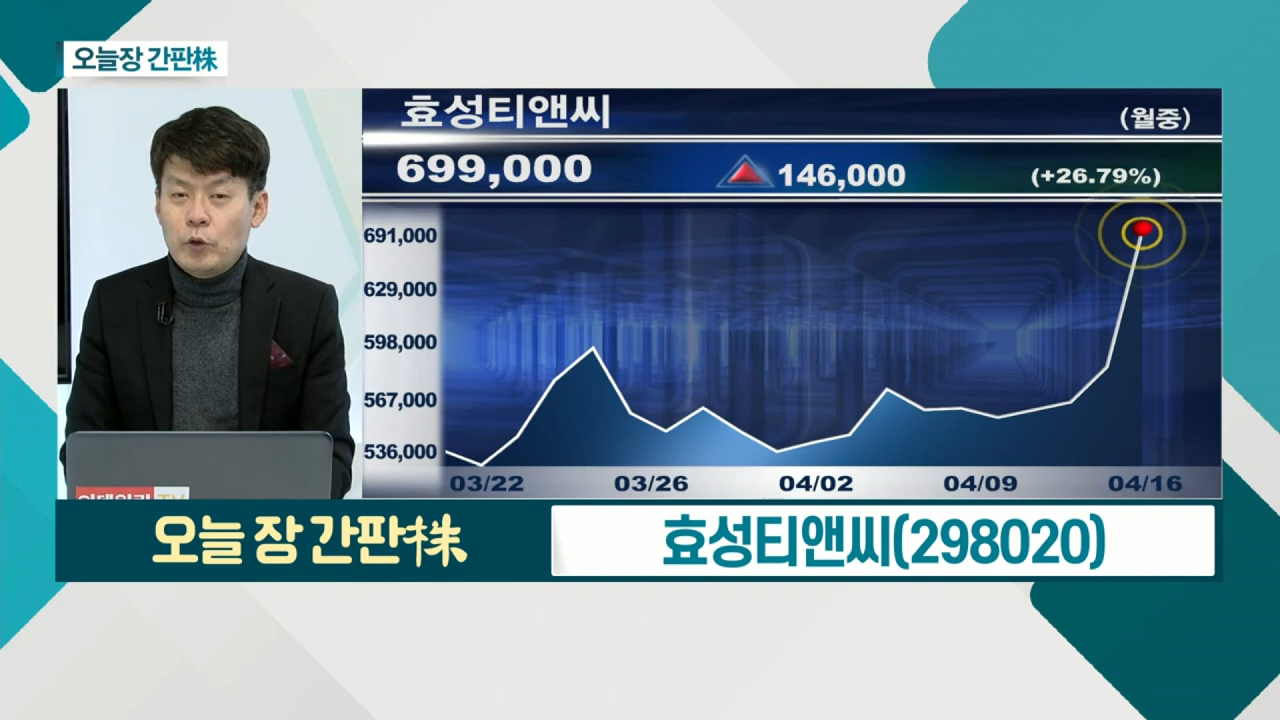 오늘장 간판株
효성티앤씨
(월중)
699,000
146,000
(+26.79%)
691,000
629,000
598,000
567,000
536,000
03/22
03/26
04/02
04/09
04/16
TV
오늘 장 간판株
효성티앤씨(298020)